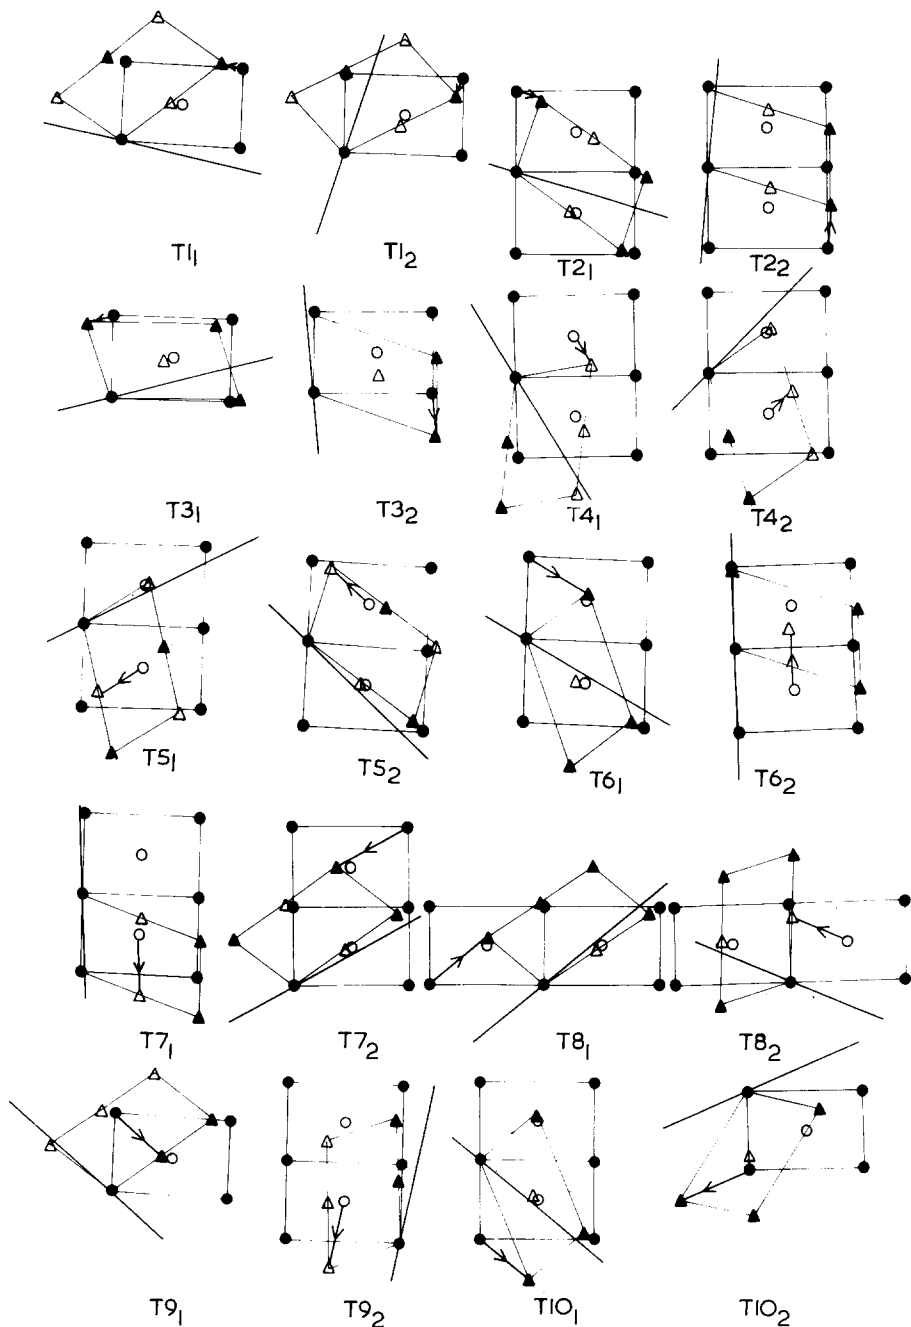 T1₁ T1₂ T2₁ T2₂
T3₁ T3₂ T4₁ T4₂
T5₁ T5₂ T6₁ T6₂
T7₁ T7₂ T8₁ T8₂
T9₁ T9₂ T10₁ T10₂